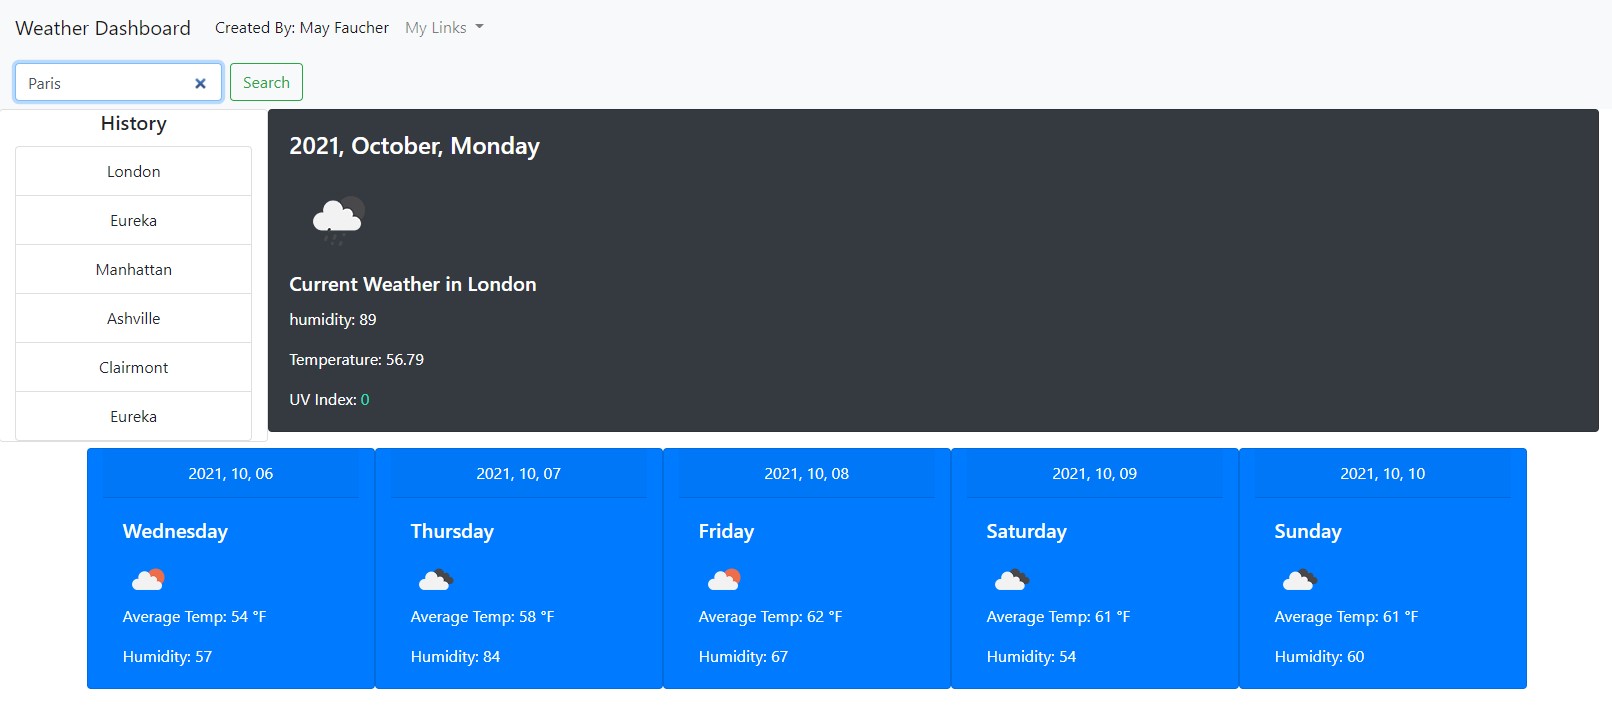 Weather Dashboard Created By: May Faucher My Links
Paris Search
History
London
Eureka
Manhattan
Ashville
Clairmont
Eureka
2021, October, Monday
Current Weather in London
humidity: 89
Temperature: 56.79
UV Index: 0
2021, 10, 06
Wednesday
Average Temp: 54 °F
Humidity: 57
2021, 10, 07
Thursday
Average Temp: 58 °F
Humidity: 84
2021, 10, 08
Friday
Average Temp: 62 °F
Humidity: 67
2021, 10, 09
Saturday
Average Temp: 61 °F
Humidity: 54
2021, 10, 10
Sunday
Average Temp: 61 °F
Humidity: 60